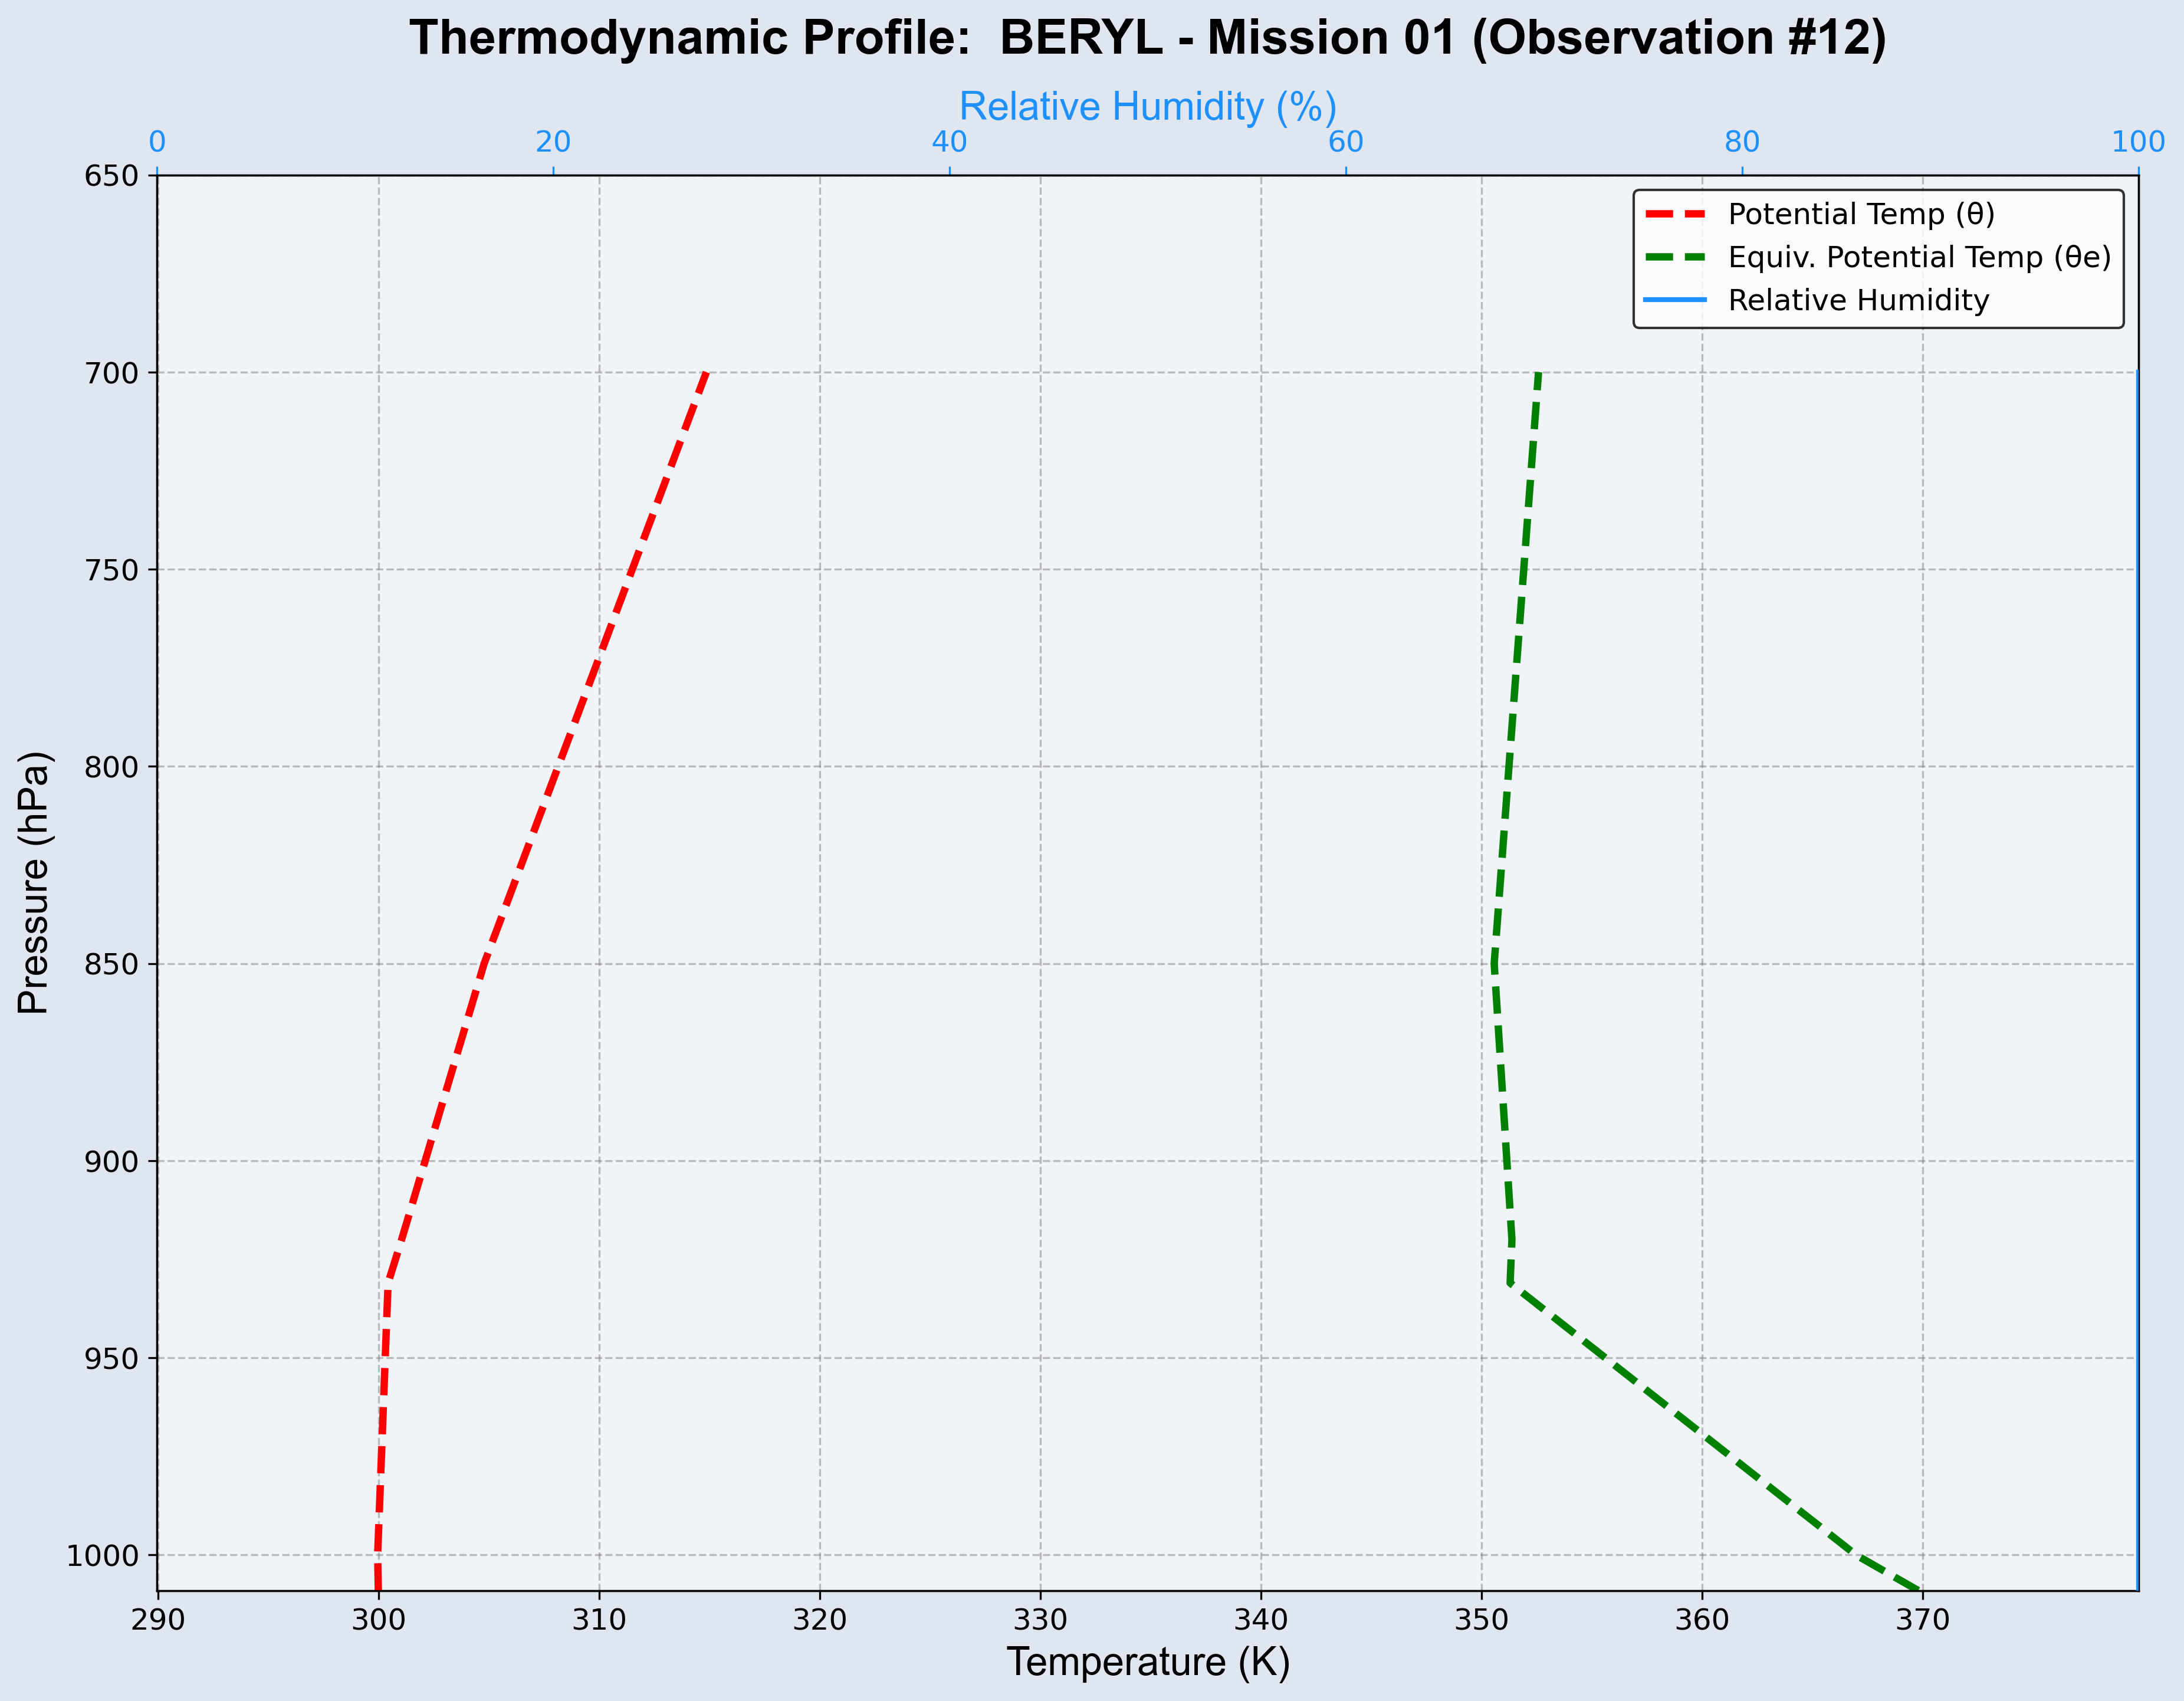 Thermodynamic Profile:  BERYL - Mission 01 (Observation #12)
Relative Humidity (%)
0 20 40 60 80 100
Potential Temp (θ)
Equiv. Potential Temp (θe)
Relative Humidity
Pressure (hPa)
650
700
750
800
850
900
950
1000
290 300 310 320 330 340 350 360 370
Temperature (K)